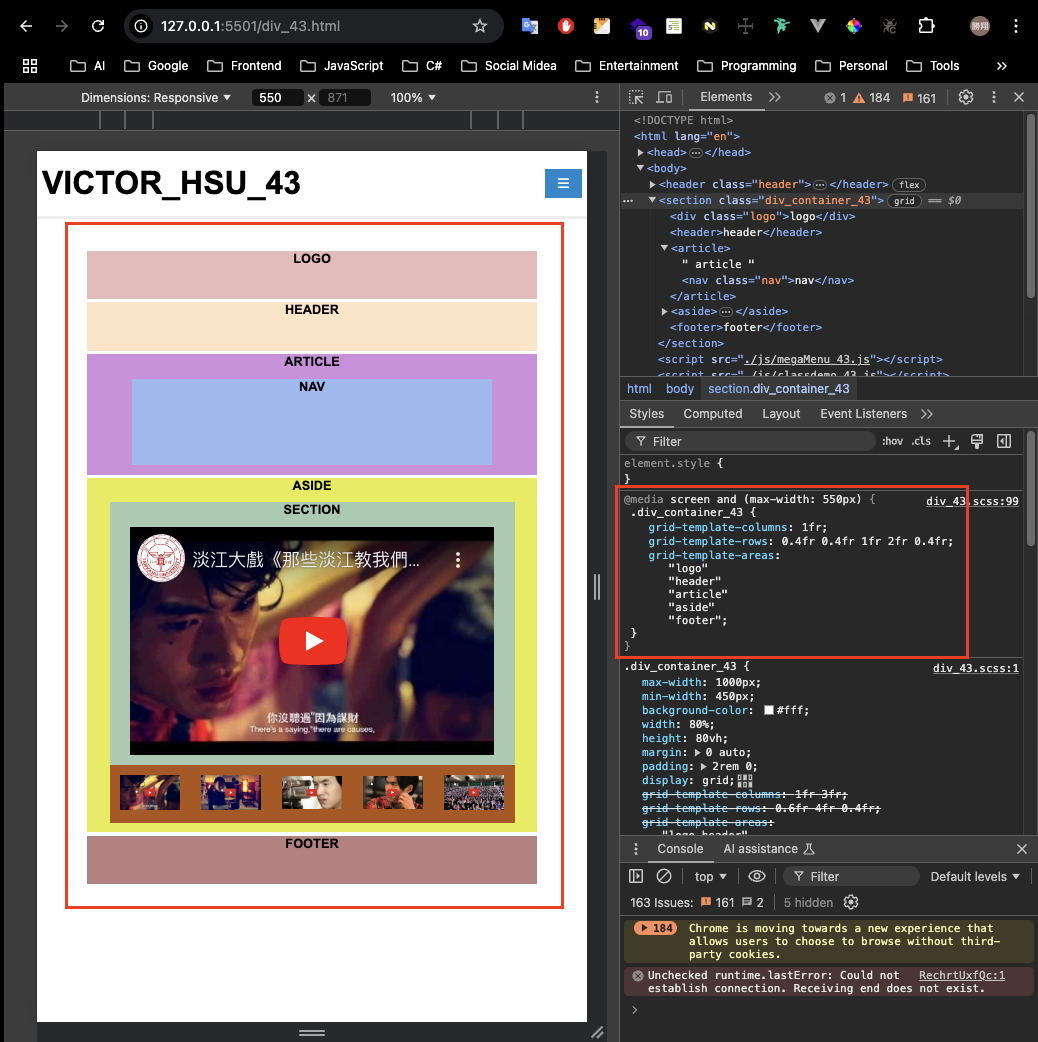 127.0.0.1:5501/div_43.html
10
AI
Google
Frontend
JavaScript
C#
Social Midea
Entertainment
Programming
Personal
Tools
»
Dimensions: Responsive
550
x
871
100%
VICTOR_HSU_43
LOGO
HEADER
ARTICLE
NAV
ASIDE
SECTION
淡江大戲《那些淡江教我們...
你沒聽過"因為謀財
There's a saying,"there are causes,
FOOTER
Elements
»
1
184
161
<!DOCTYPE html>
<html lang="en">
<head>…</head>
<body>
<header class="header">…</header> flex
… <section class="div_container_43"> grid == $0
<div class="logo">logo</div>
<header>header</header>
<article>
" article "
<nav class="nav">nav</nav>
</article>
<aside>…</aside>
<footer>footer</footer>
</section>
<script src="./js/megaMenu_43.js"></script>
<script src="./js/classdemo_43.js"></script>
html body section.div_container_43
Styles Computed Layout Event Listeners »
Filter
:hov .cls
element.style {
}
@media screen and (max-width: 550px) {
div_43.scss:99
.div_container_43 {
grid-template-columns: 1fr;
grid-template-rows: 0.4fr 0.4fr 1fr 2fr 0.4fr;
grid-template-areas:
"logo"
"header"
"article"
"aside"
"footer";
}
}
.div_container_43 {
div_43.scss:1
max-width: 1000px;
min-width: 450px;
background-color: #fff;
width: 80%;
height: 80vh;
margin: 0 auto;
padding: 2rem 0;
display: grid;
grid-template-columns: 1fr 3fr;
grid-template-rows: 0.6fr 4fr 0.4fr;
grid-template-areas:
"logo header"
Console AI assistance
top
Filter
Default levels
163 Issues: 161 2
5 hidden
184
Chrome is moving towards a new experience that
allows users to choose to browse without third-
party cookies.
Unchecked runtime.lastError: Could not
RechrtUxfQc:1
establish connection. Receiving end does not exist.